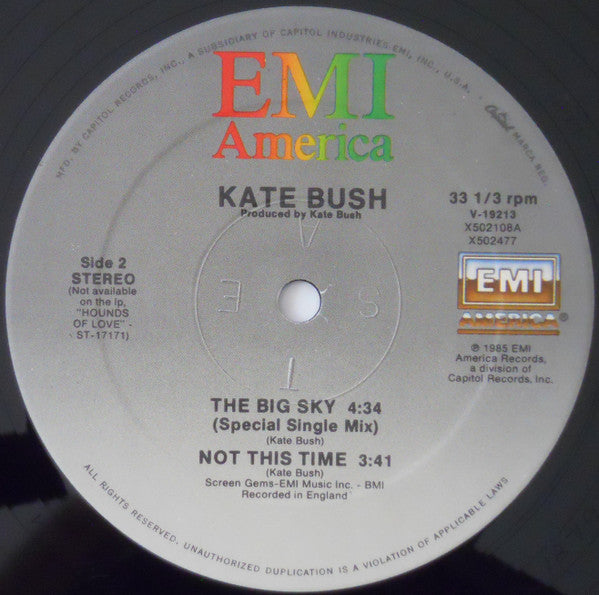 MFD. BY CAPITOL RECORDS, INC., A SUBSIDIARY OF CAPITOL INDUSTRIES EMI, INC., U.S.A.
Capitol MARCA REG.
EMI
America
KATE BUSH
Produced by Kate Bush
33 1/3 rpm
V-19213
X502108A
X502477
Side 2
STEREO
(Not available
on the lp,
"HOUNDS
OF LOVE" -
ST-17171)
EMI
AMERICA®
℗ 1985 EMI
America Records,
a division of
Capitol Records, Inc.
THE BIG SKY 4:34
(Special Single Mix)
(Kate Bush)
NOT THIS TIME 3:41
(Kate Bush)
Screen Gems-EMI Music Inc. - BMI
Recorded in England
ALL RIGHTS RESERVED. UNAUTHORIZED DUPLICATION IS A VIOLATION OF APPLICABLE LAWS